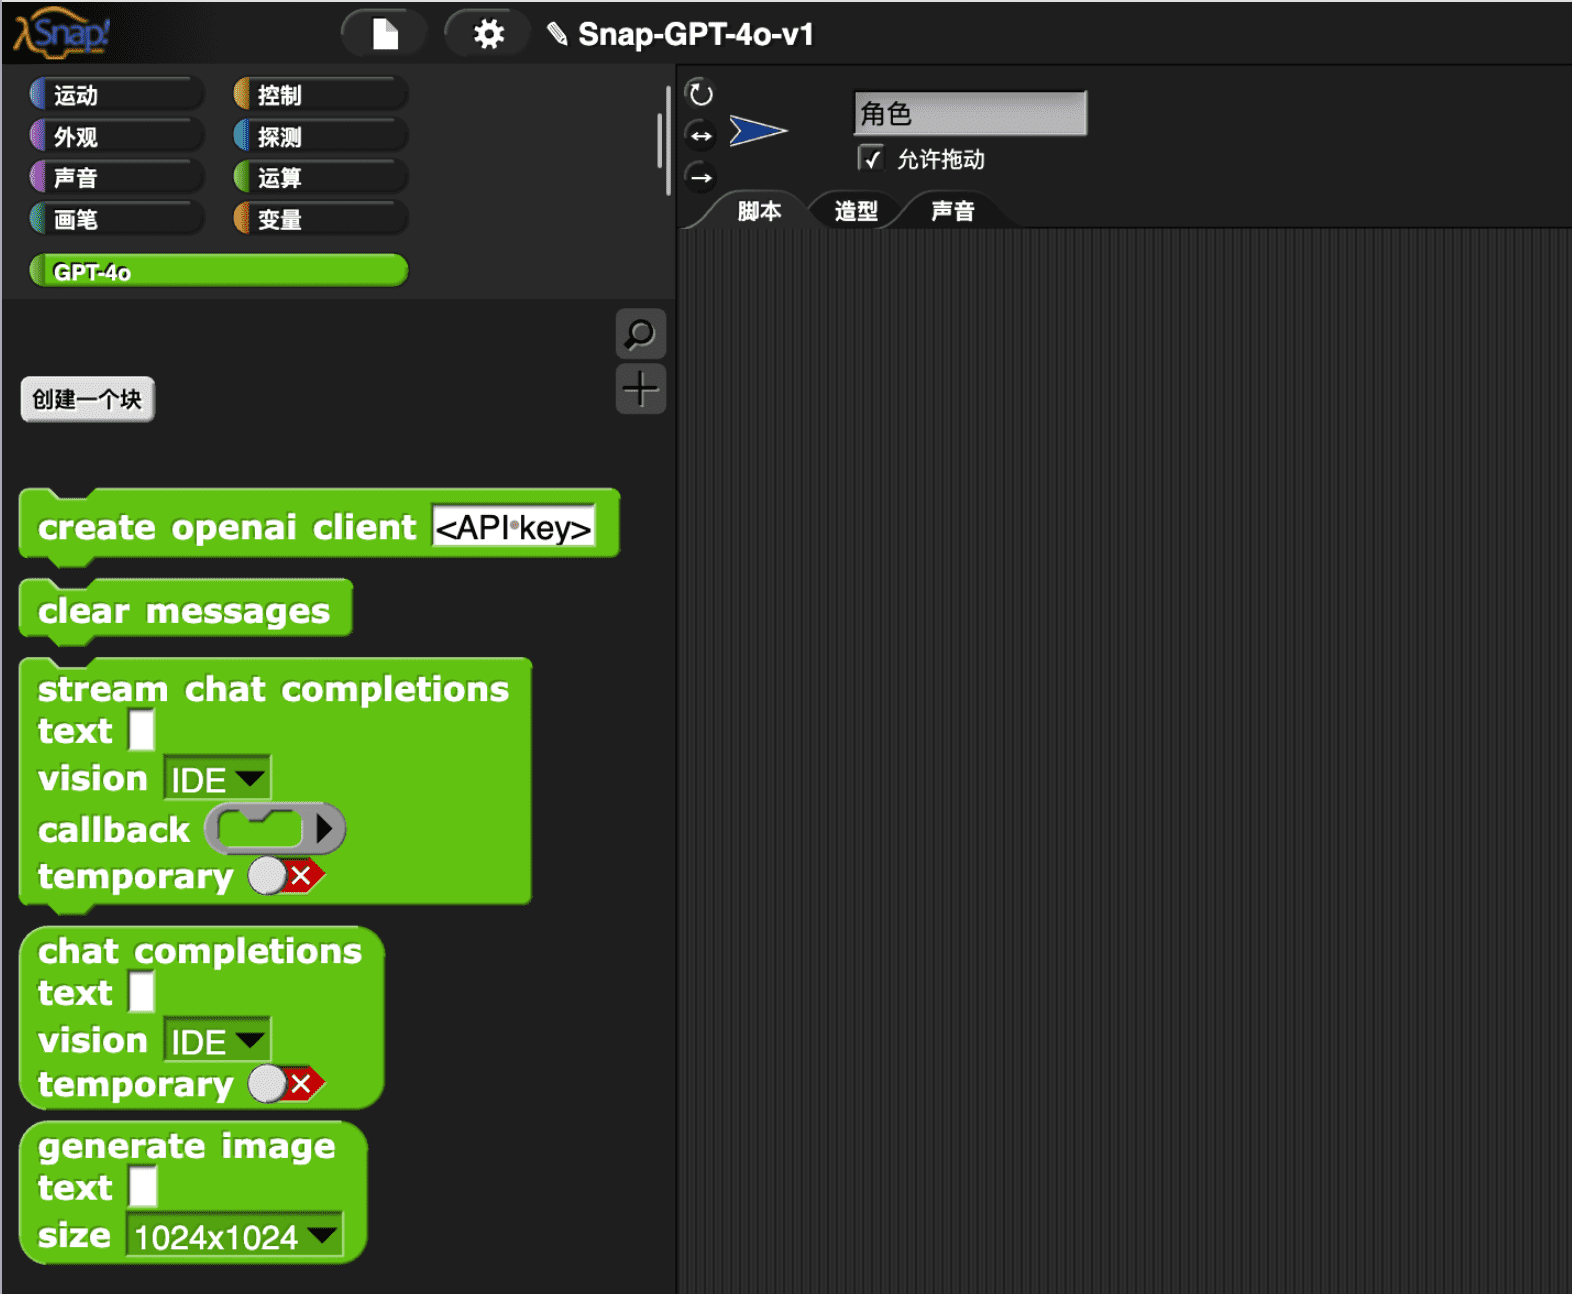 λSnap!
Snap-GPT-4o-v1
运动
控制
外观
探测
声音
运算
画笔
变量
GPT-4o
角色
允许拖动
脚本
造型
声音
创建一个块
create openai client <API key>
clear messages
stream chat completions
text
vision IDE
callback
temporary
chat completions
text
vision IDE
temporary
generate image
text
size 1024x1024